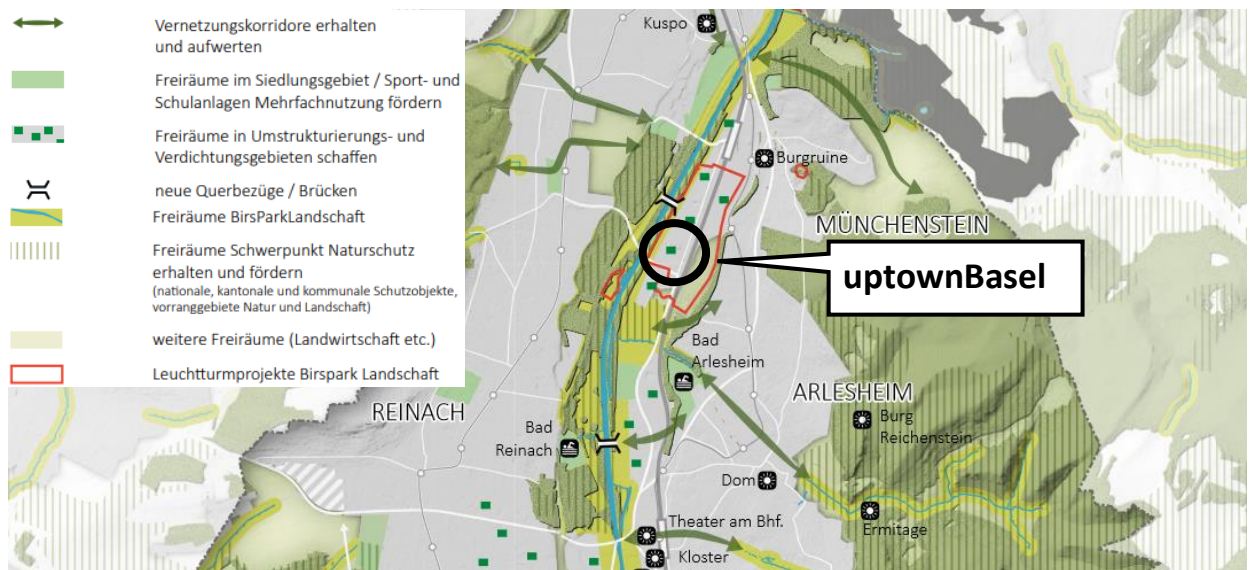 Vernetzungskorridore erhalten
und aufwerten
Freiräume im Siedlungsgebiet / Sport- und
Schulanlagen Mehrfachnutzung fördern
Freiräume in Umstrukturierungs- und
Verdichtungsgebieten schaffen
neue Querbezüge / Brücken
Freiräume BirsParkLandschaft
Freiräume Schwerpunkt Naturschutz
erhalten und fördern
(nationale, kantonale und kommunale Schutzobjekte,
vorranggebiete Natur und Landschaft)
weitere Freiräume (Landwirtschaft etc.)
Leuchtturmprojekte Birspark Landschaft
Kuspo
Burgruine
MÜNCHENSTEIN
uptownBasel
Bad
Arlesheim
ARLESHEIM
REINACH
Burg
Reichenstein
Bad
Reinach
Dom
Ermitage
Theater am Bhf.
Kloster